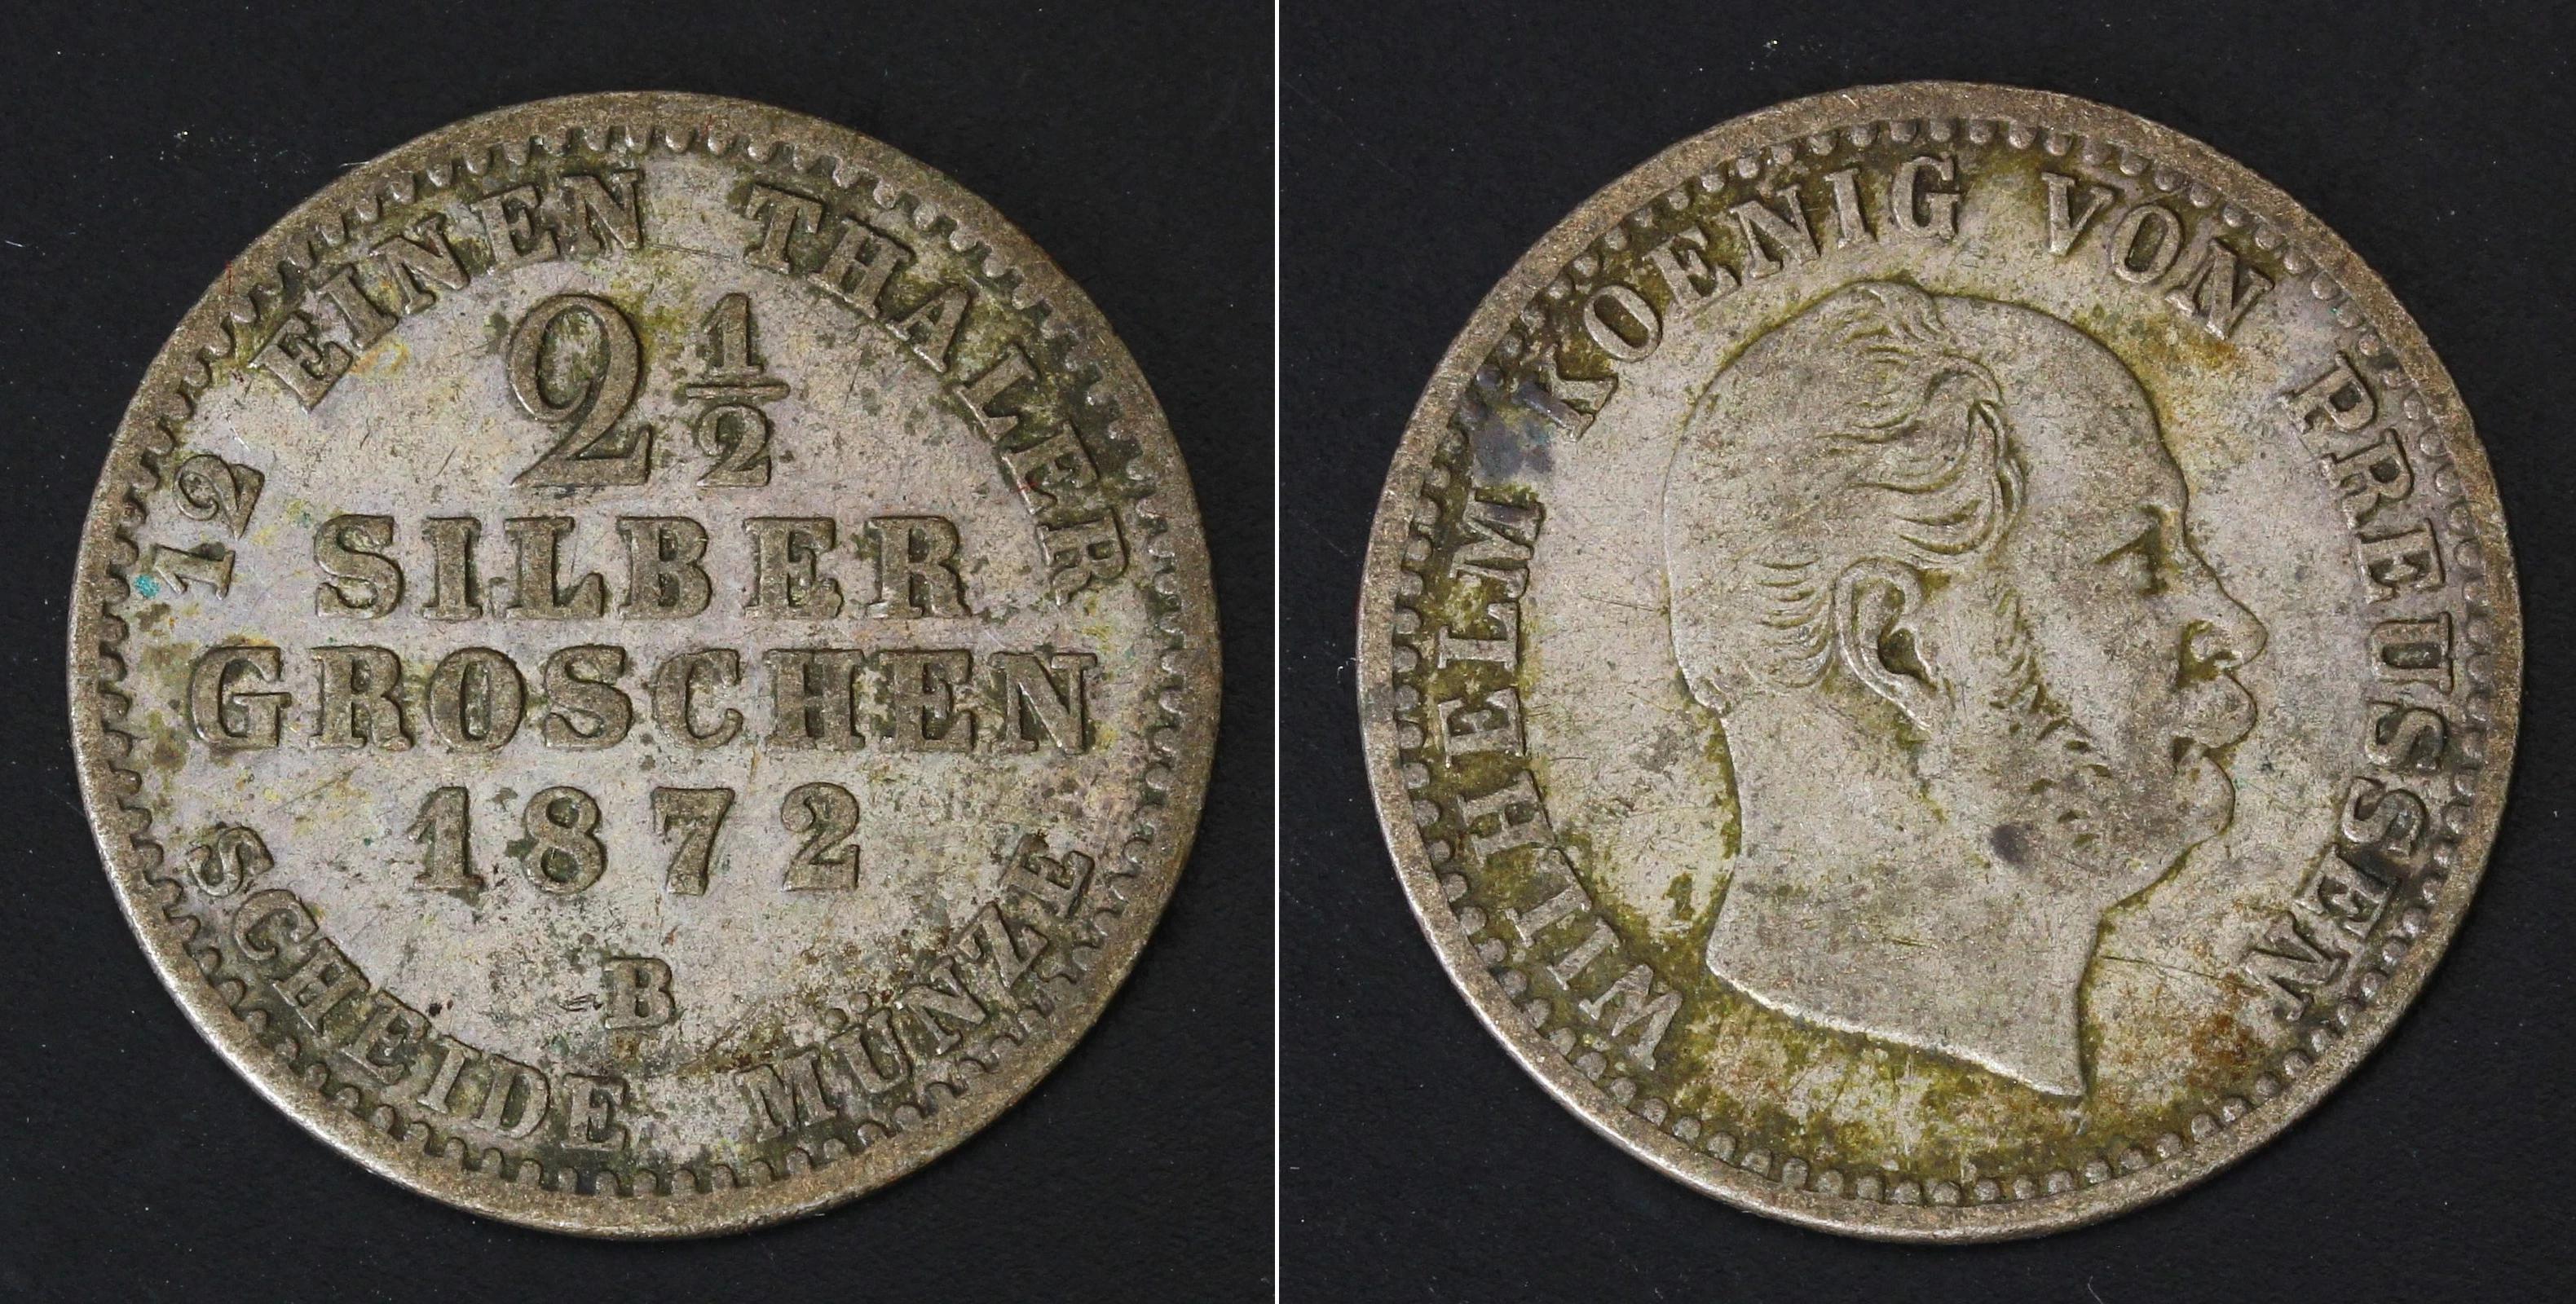 12 EINEN THALER
2 1/2
SILBER
GROSCHEN
1872
B
SCHEIDE MÜNZE
WILHELM KOENIG VON PREUSSEN